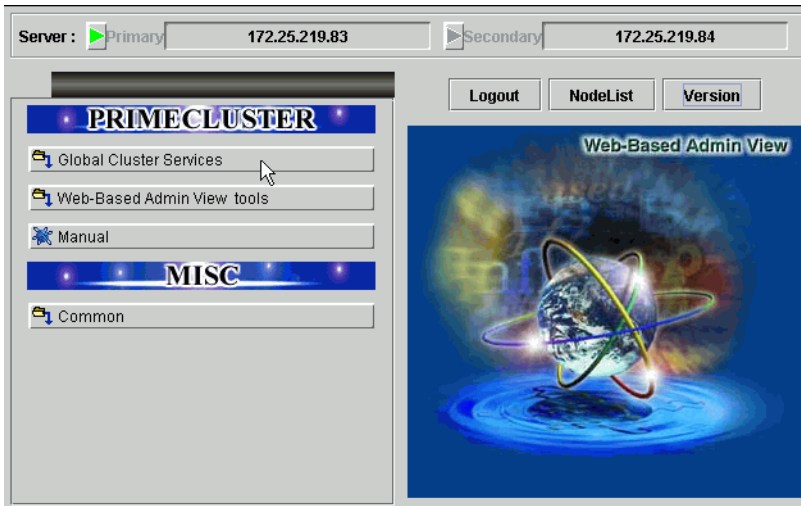 Server : Primary 172.25.219.83 Secondary 172.25.219.84
Logout NodeList Version
PRIMECLUSTER
Global Cluster Services
Web-Based Admin View tools
Manual
MISC
Common
Web-Based Admin View